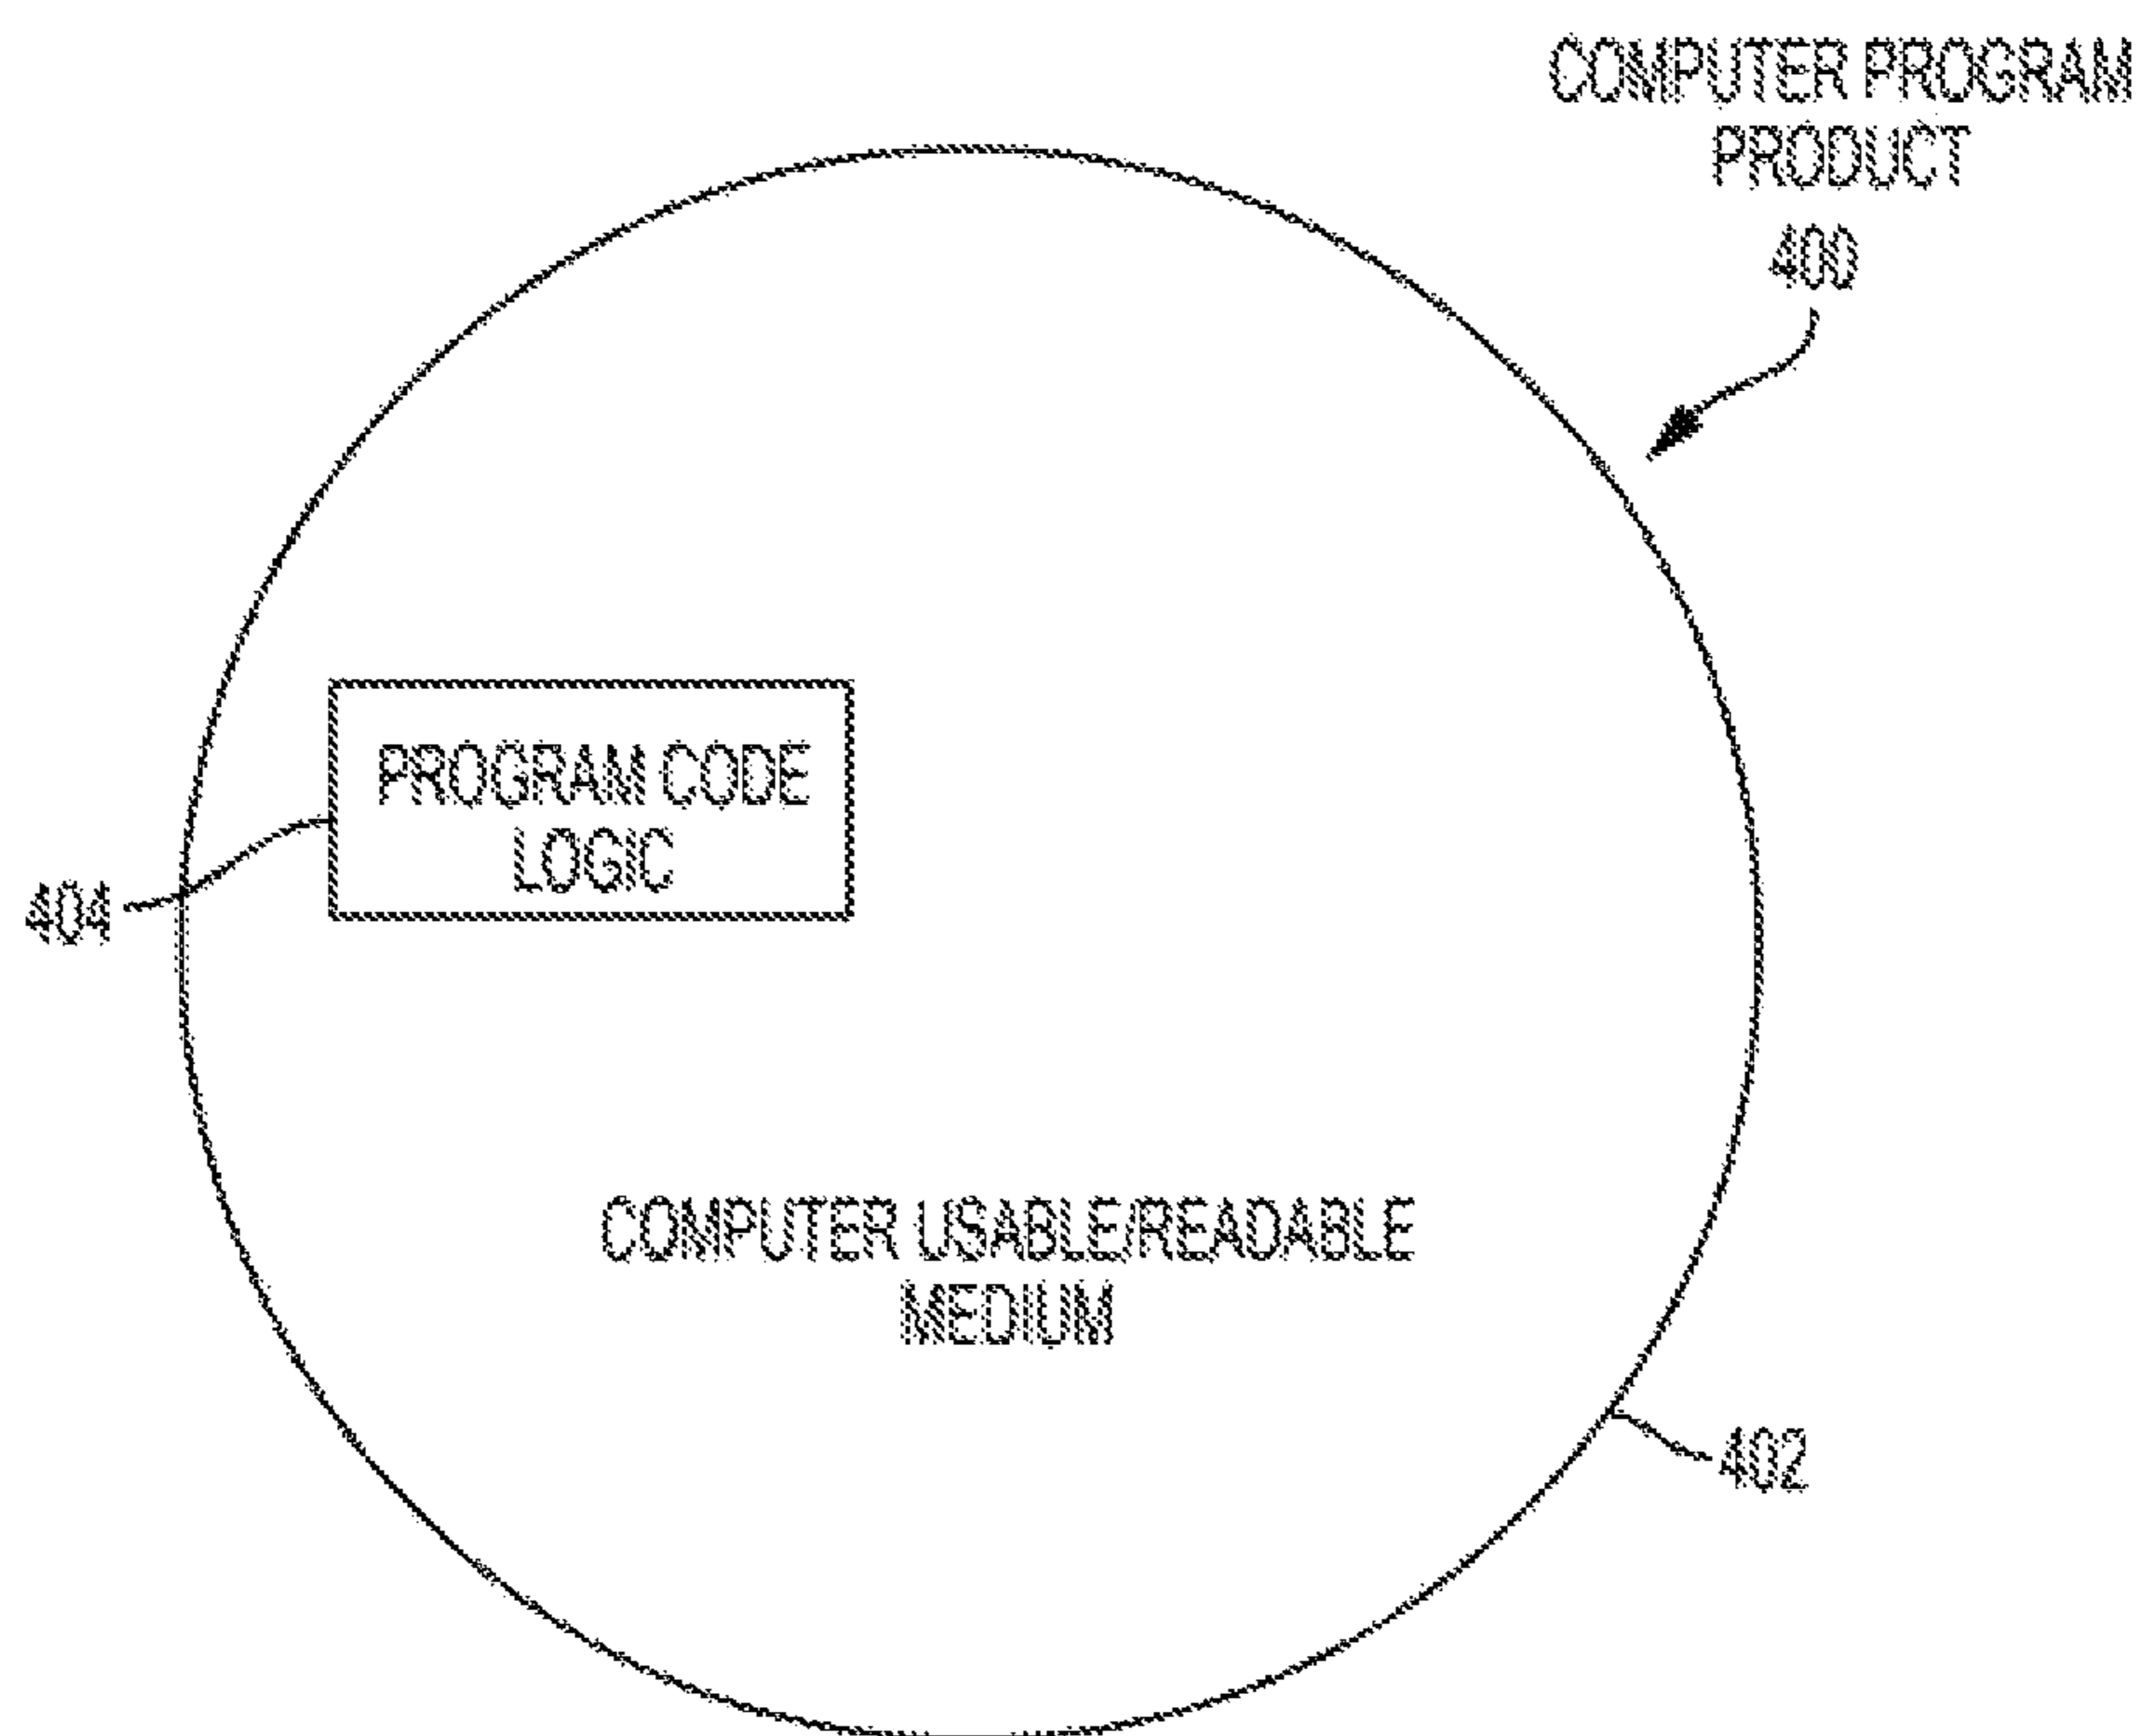 COMPUTER PROGRAM
PRODUCT
400
PROGRAM CODE
LOGIC
404
COMPUTER USABLE/READABLE
MEDIUM
402